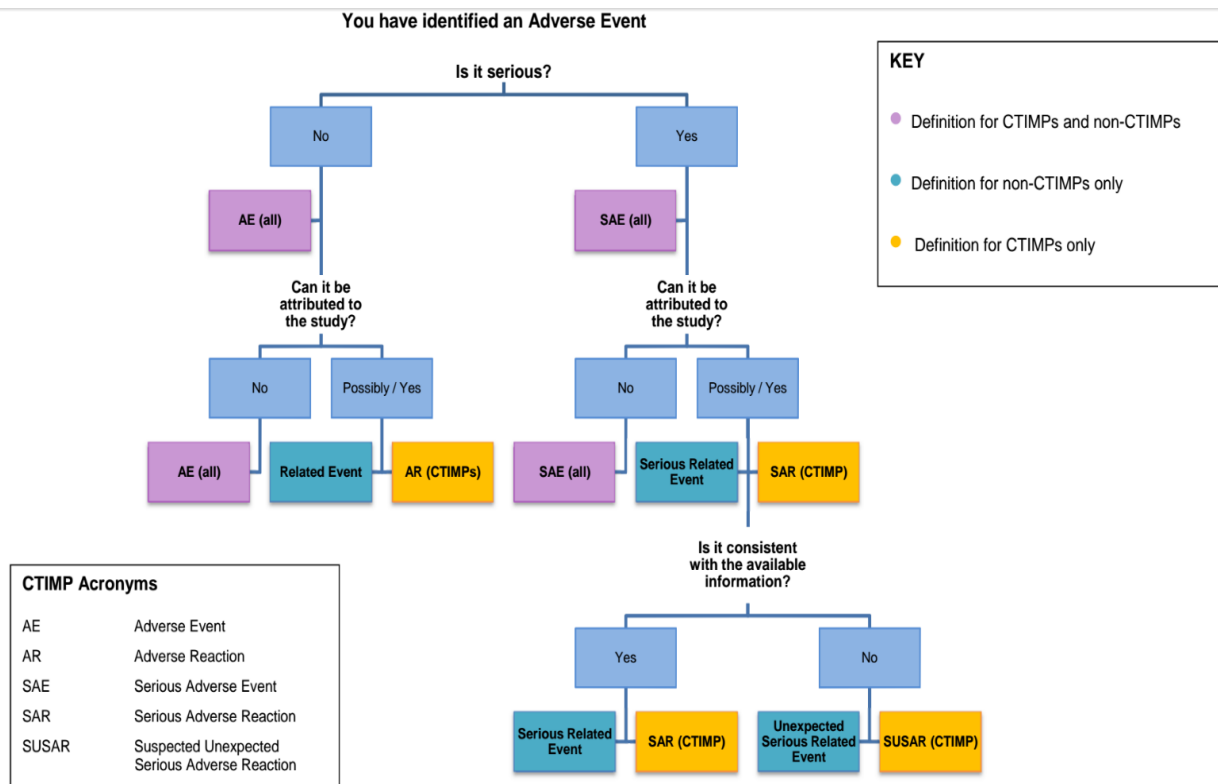 You have identified an Adverse Event
Is it serious?
KEY
Definition for CTIMPs and non-CTIMPs
Definition for non-CTIMPs only
Definition for CTIMPs only
No
Yes
AE (all)
SAE (all)
Can it be
attributed to
the study?
Can it be
attributed to
the study?
No
Possibly / Yes
No
Possibly / Yes
AE (all)
Related Event
AR (CTIMPs)
SAE (all)
Serious Related
Event
SAR (CTIMP)
Is it consistent
with the available
information?
Yes
No
Serious Related
Event
SAR (CTIMP)
Unexpected
Serious Related
Event
SUSAR (CTIMP)
CTIMP Acronyms
AE Adverse Event
AR Adverse Reaction
SAE Serious Adverse Event
SAR Serious Adverse Reaction
SUSAR Suspected Unexpected
Serious Adverse Reaction